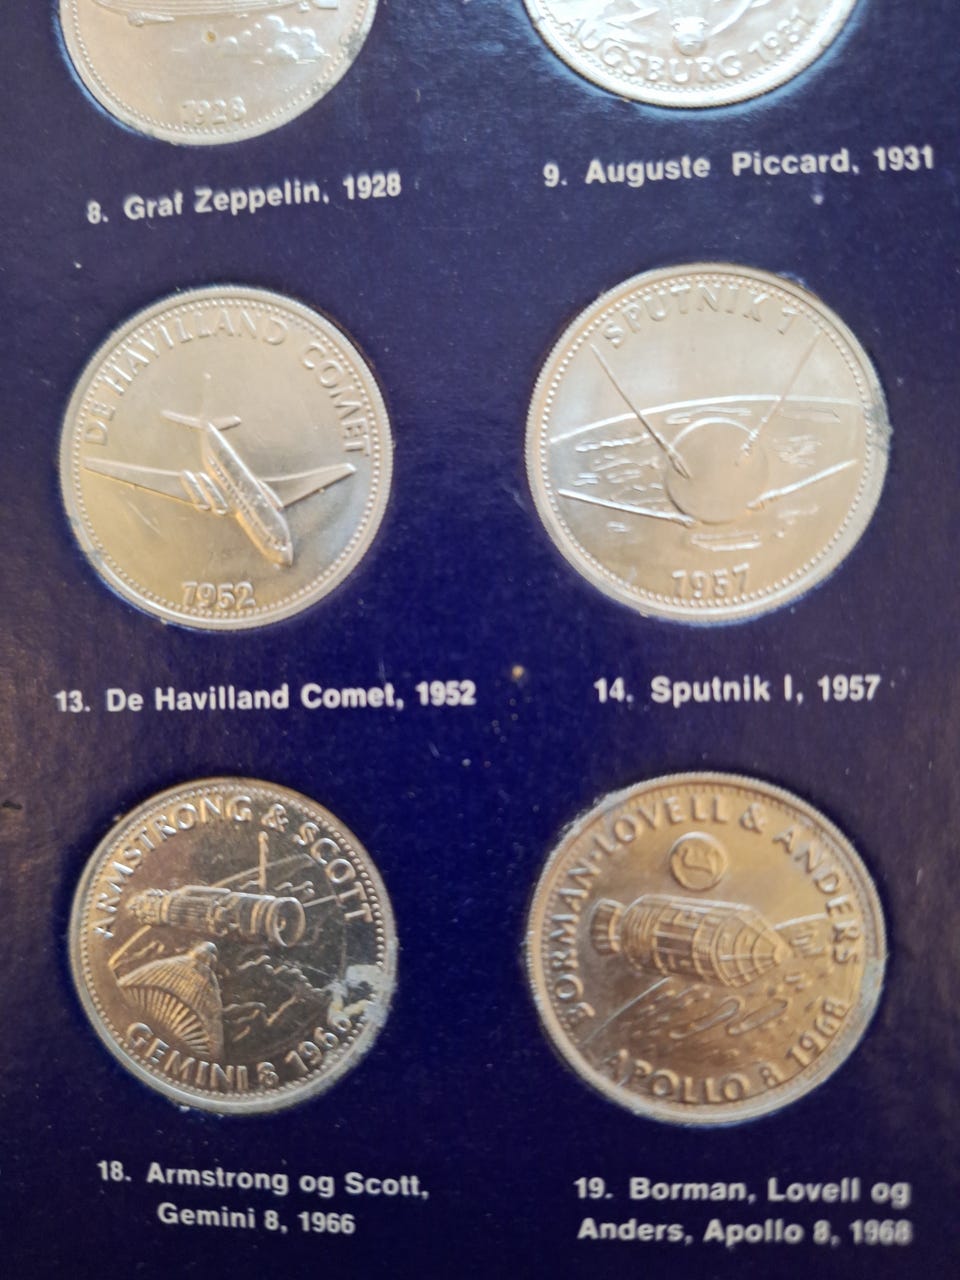 1928
AUGSBURG 1931
8. Graf Zeppelin, 1928
9. Auguste Piccard, 1931
DE HAVILLAND COMET
1952
SPUTNIK 1
1957
13. De Havilland Comet, 1952
14. Sputnik I, 1957
ARMSTRONG & SCOTT
GEMINI 8 1966
BORMAN·LOVELL & ANDERS
APOLLO 8 1968
18. Armstrong og Scott,
Gemini 8, 1966
19. Borman, Lovell og
Anders, Apollo 8, 1968